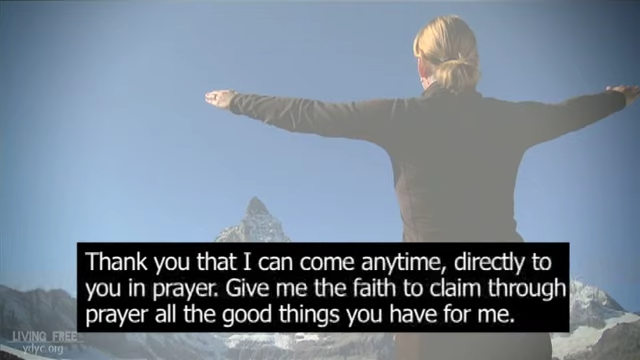 Thank you that I can come anytime, directly to
you in prayer. Give me the faith to claim through
prayer all the good things you have for me.
LIVING FREE
ydyc.org